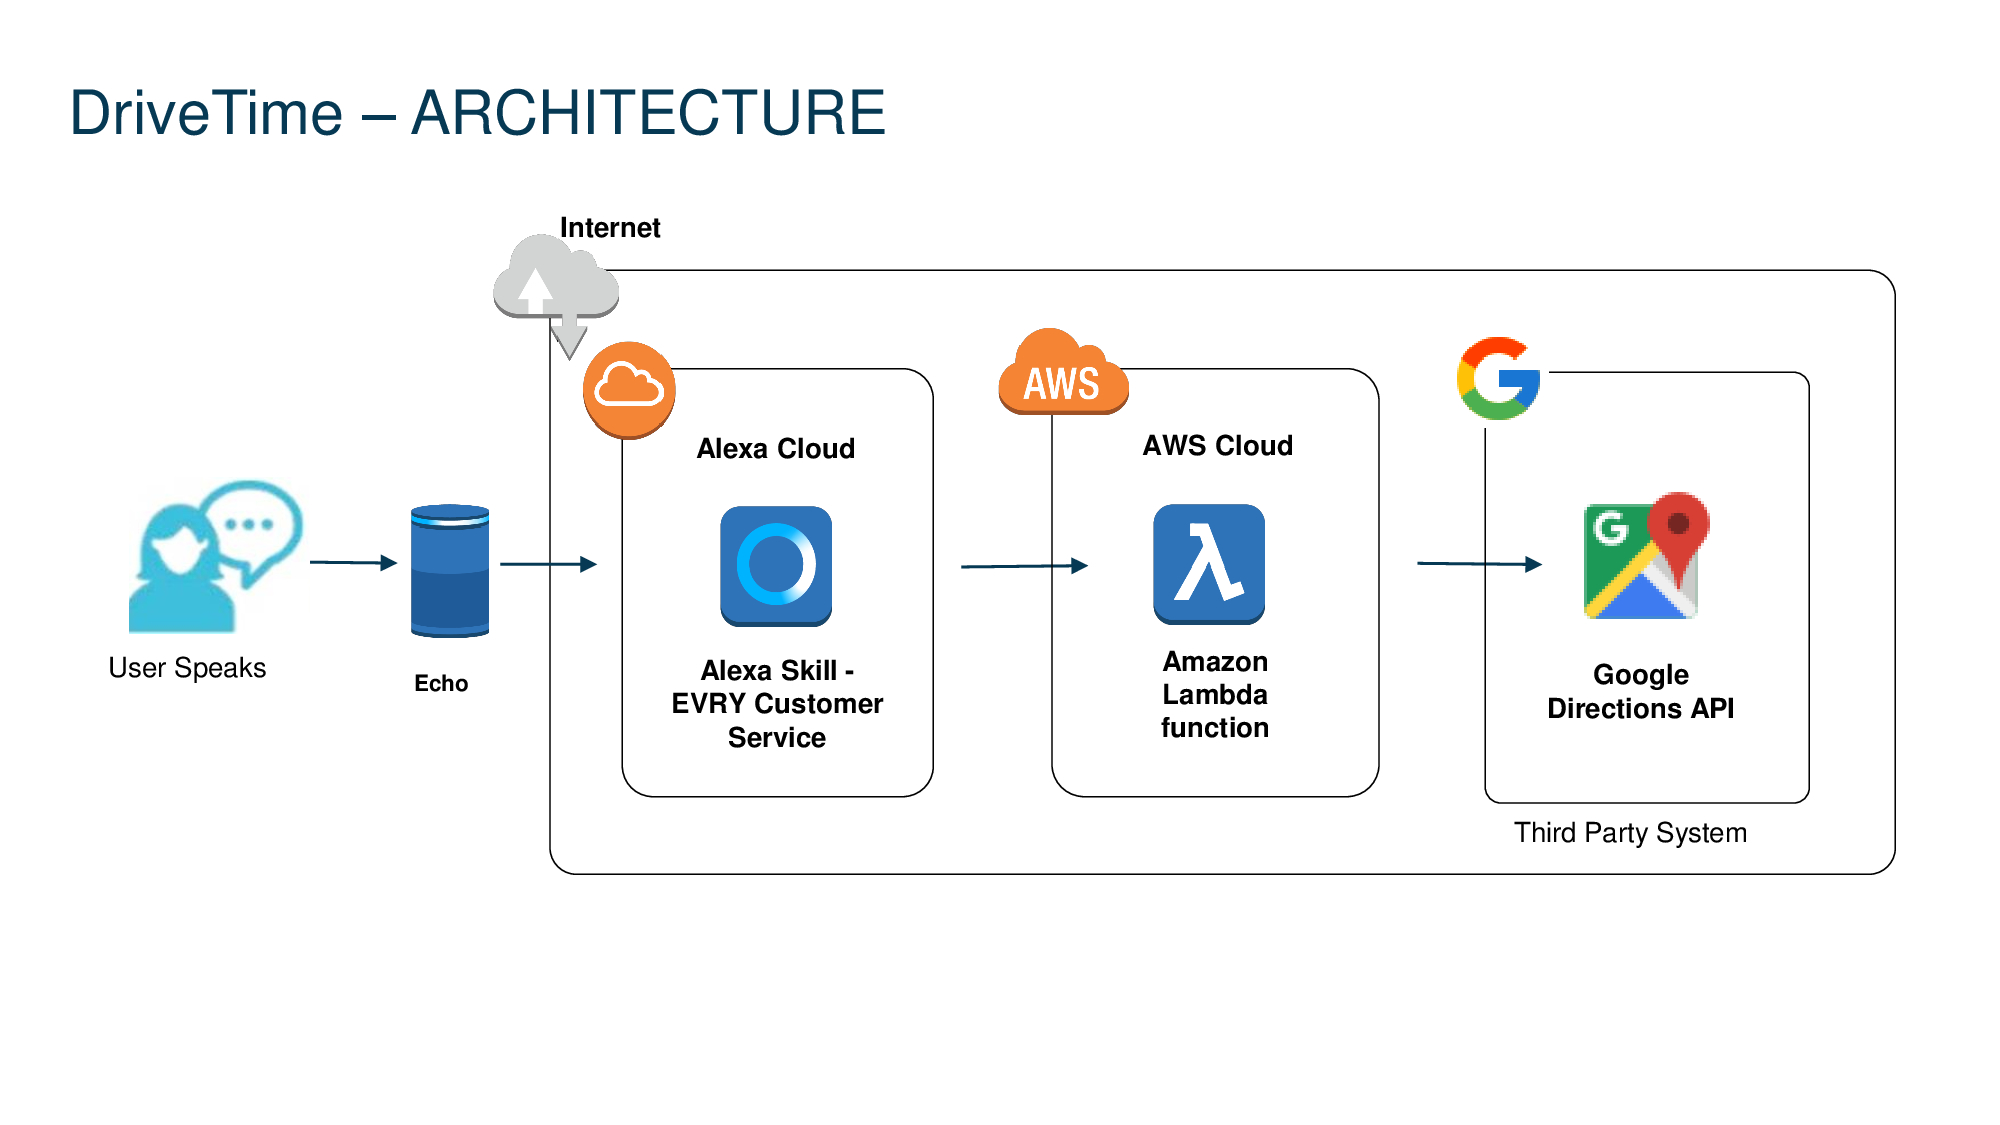 DriveTime – ARCHITECTURE
Internet
AWS
Alexa Cloud
AWS Cloud
User Speaks
Echo
Alexa Skill -
EVRY Customer
Service
Amazon
Lambda
function
G
Google
Directions API
Third Party System